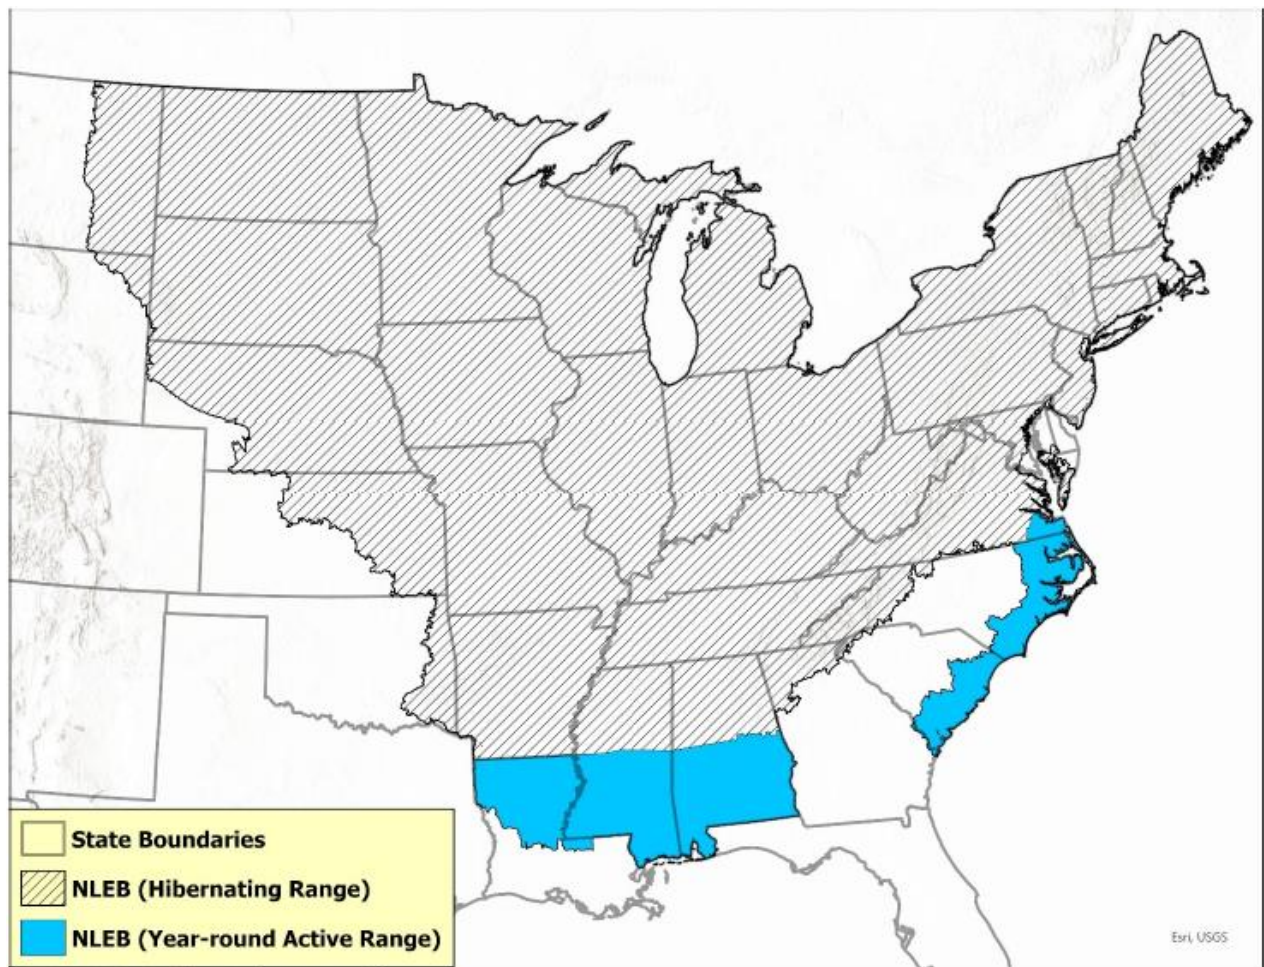 State Boundaries
NLEB (Hibernating Range)
NLEB (Year-round Active Range)
Esri, USGS